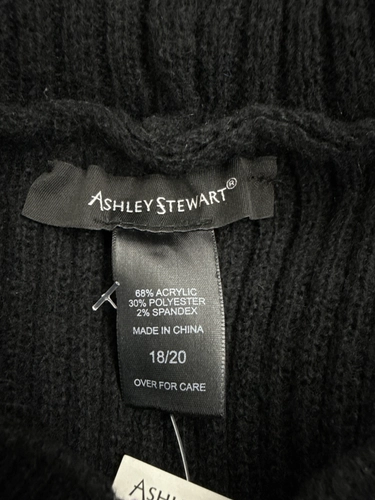 ASHLEY STEWART®
68% ACRYLIC
30% POLYESTER
2% SPANDEX
MADE IN CHINA
18/20
OVER FOR CARE